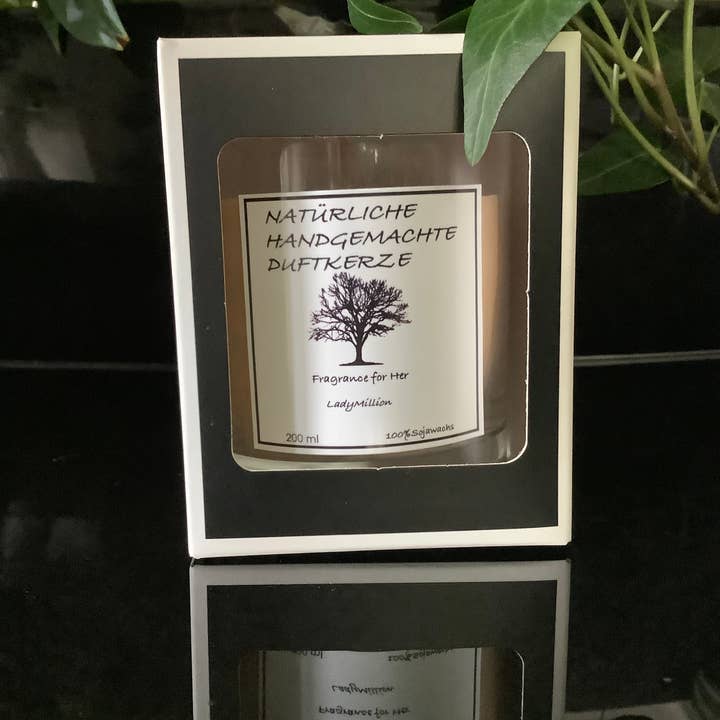 NATÜRLICHE
HANDGEMACHTE
DUFTKERZE
Fragrance for Her
LadyMillion
200 ml 100% Sojawachs